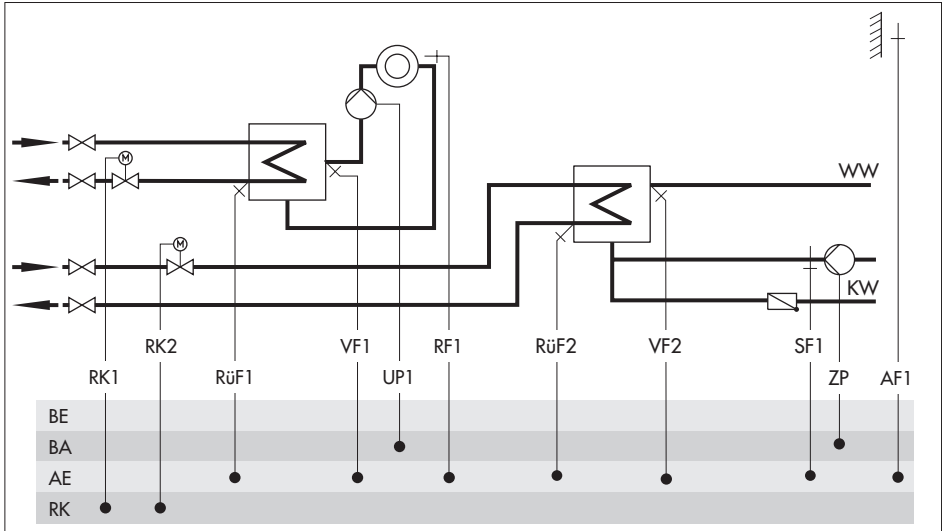 M
M
WW
KW
RK2 VF1 RF1 RüF2 VF2 SF1
RK1 RüF1 UP1 ZP AF1
BE
BA
AE
RK